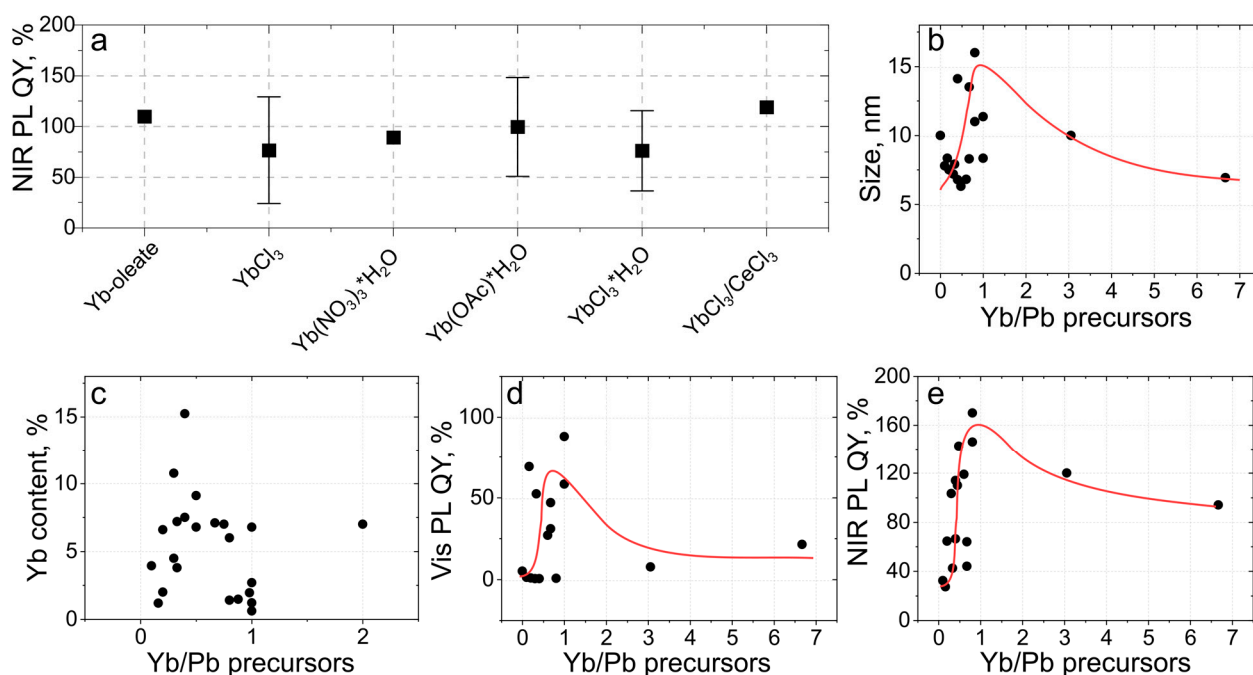 a
NIR PL QY, %
200
150
100
50
0
Yb-oleate
YbCl₃
Yb(NO₃)₃*H₂O
Yb(OAc)*H₂O
YbCl₃*H₂O
YbCl₃/CeCl₃
b
Size, nm
15
10
5
0
0 1 2 3 4 5 6 7
Yb/Pb precursors
c
Yb content, %
15
10
5
0
0 1 2
Yb/Pb precursors
d
Vis PL QY, %
100
50
0
0 1 2 3 4 5 6 7
Yb/Pb precursors
e
NIR PL QY, %
200
160
120
80
40
0
0 1 2 3 4 5 6 7
Yb/Pb precursors